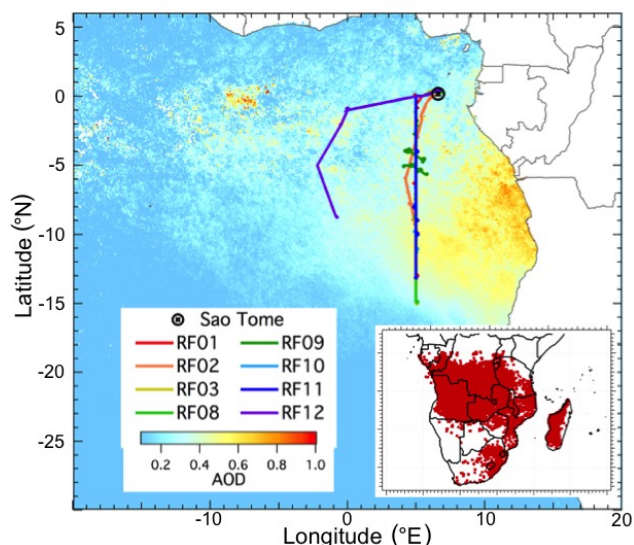 5
0
-5
-10
-15
-20
-25
Latitude (°N)
Sao Tome
RF01 RF09
RF02 RF10
RF03 RF11
RF08 RF12
0.2 0.4 0.6 0.8 1.0
AOD
-10 0 10 20
Longitude (°E)